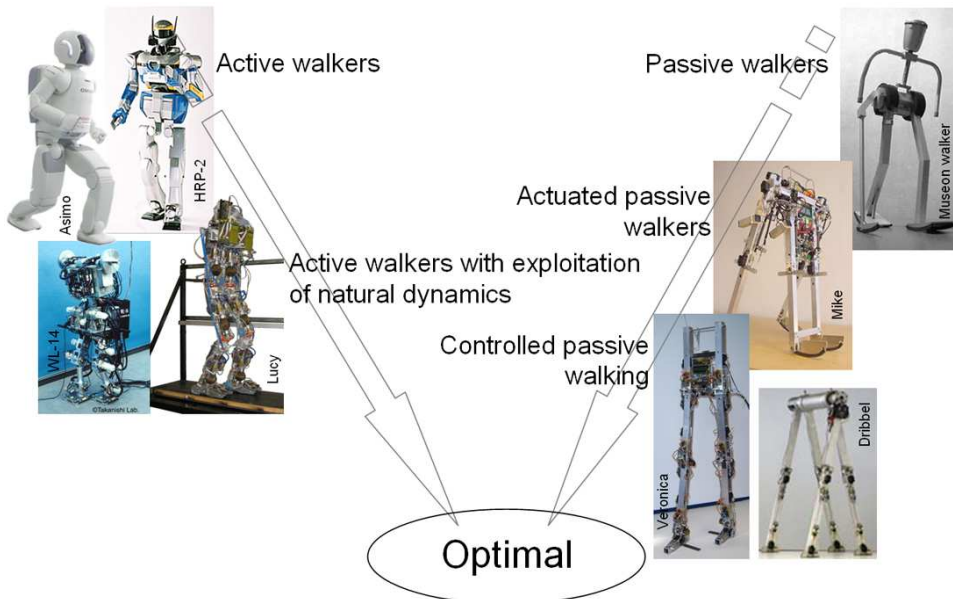 Active walkers
Passive walkers
Asimo
HRP-2
Museon walker
Actuated passive
walkers
Active walkers with exploitation
of natural dynamics
Mike
WL-14
©Takanishi Lab.
Lucy
Controlled passive
walking
Veronica
Dribbel
Optimal